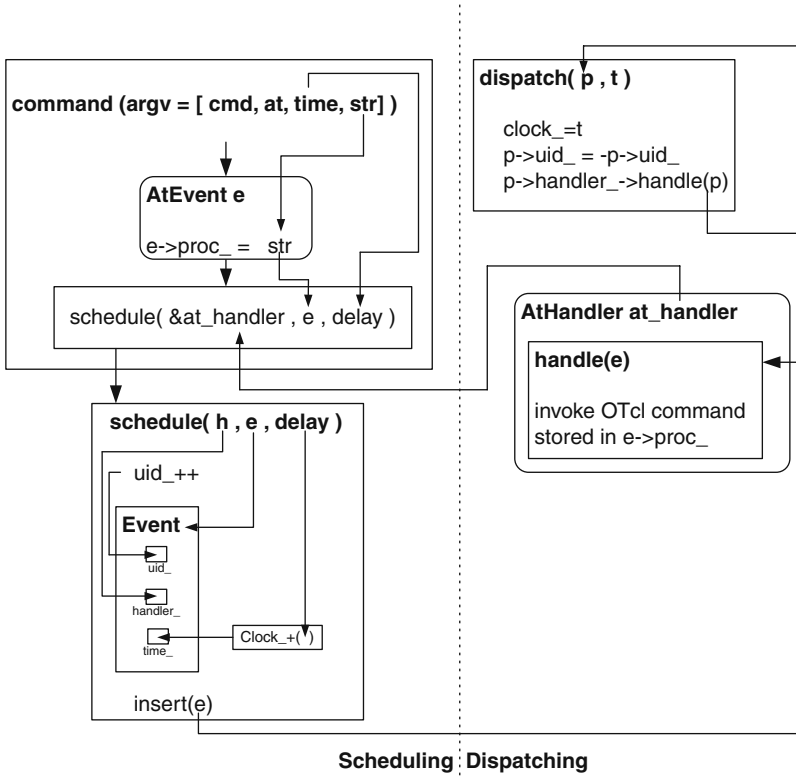 command (argv = [ cmd, at, time, str] )
AtEvent e
e->proc_ = str
schedule( &at_handler , e , delay )
schedule( h , e , delay )
uid_++
Event
uid_
handler_
time_
Clock_+( )
insert(e)
dispatch( p , t )
clock_=t
p->uid_ = -p->uid_
p->handler_->handle(p)
AtHandler at_handler
handle(e)
invoke OTcl command
stored in e->proc_
Scheduling Dispatching